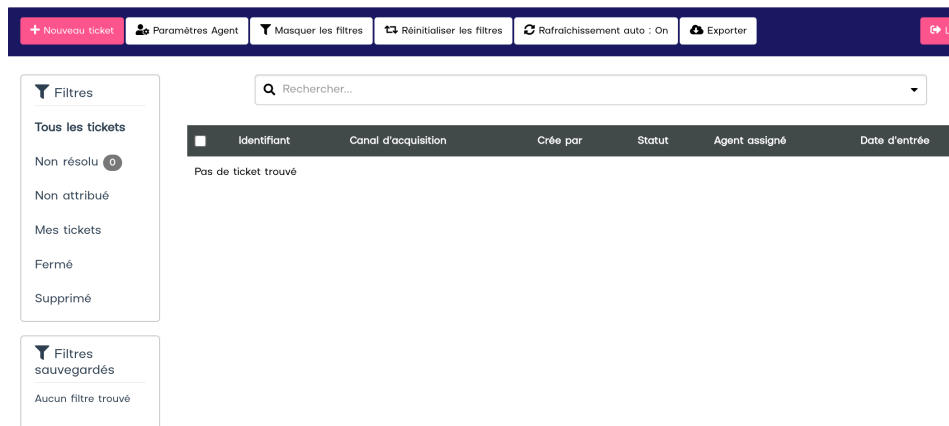 Nouveau ticket
Paramètres Agent
Masquer les filtres
Réinitialiser les filtres
Rafraîchissement auto : On
Exporter
Filtres
Rechercher...
Tous les tickets
Identifiant
Canal d'acquisition
Crée par
Statut
Agent assigné
Date d'entrée
Non résolu 0
Pas de ticket trouvé
Non attribué
Mes tickets
Fermé
Supprimé
Filtres
sauvegardés
Aucun filtre trouvé